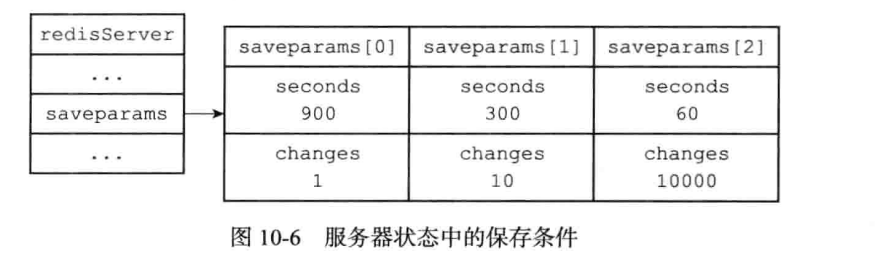 redisServer
...
saveparams
...
saveparams[0] saveparams[1] saveparams[2]
seconds seconds seconds
900 300 60
changes changes changes
1 10 10000
图 10-6 服务器状态中的保存条件